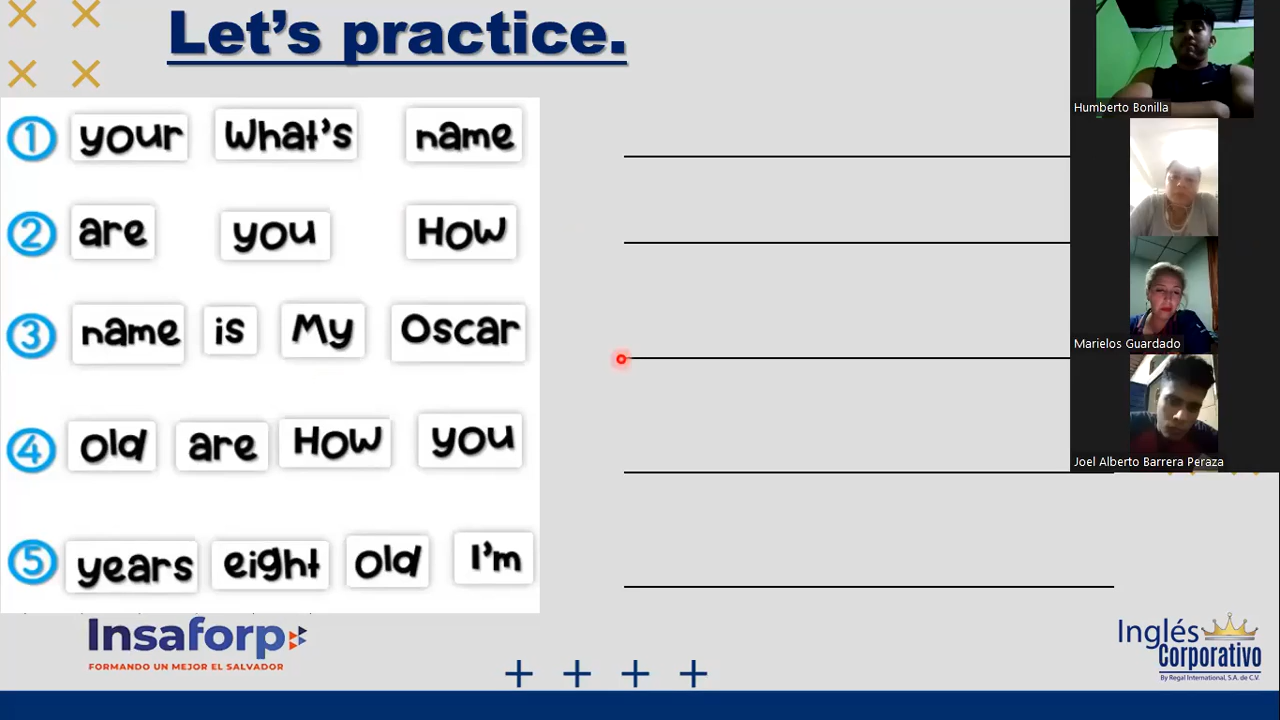 Let's practice.
1 your What's name
2 are you How
3 name is My Oscar
4 old are How you
5 years eight old I'm
Humberto Bonilla
Marielos Guardado
Joel Alberto Barrera Peraza
Insaforp
FORMANDO UN MEJOR EL SALVADOR
Inglés
Corporativo
By Regal International, S.A. de C.V.